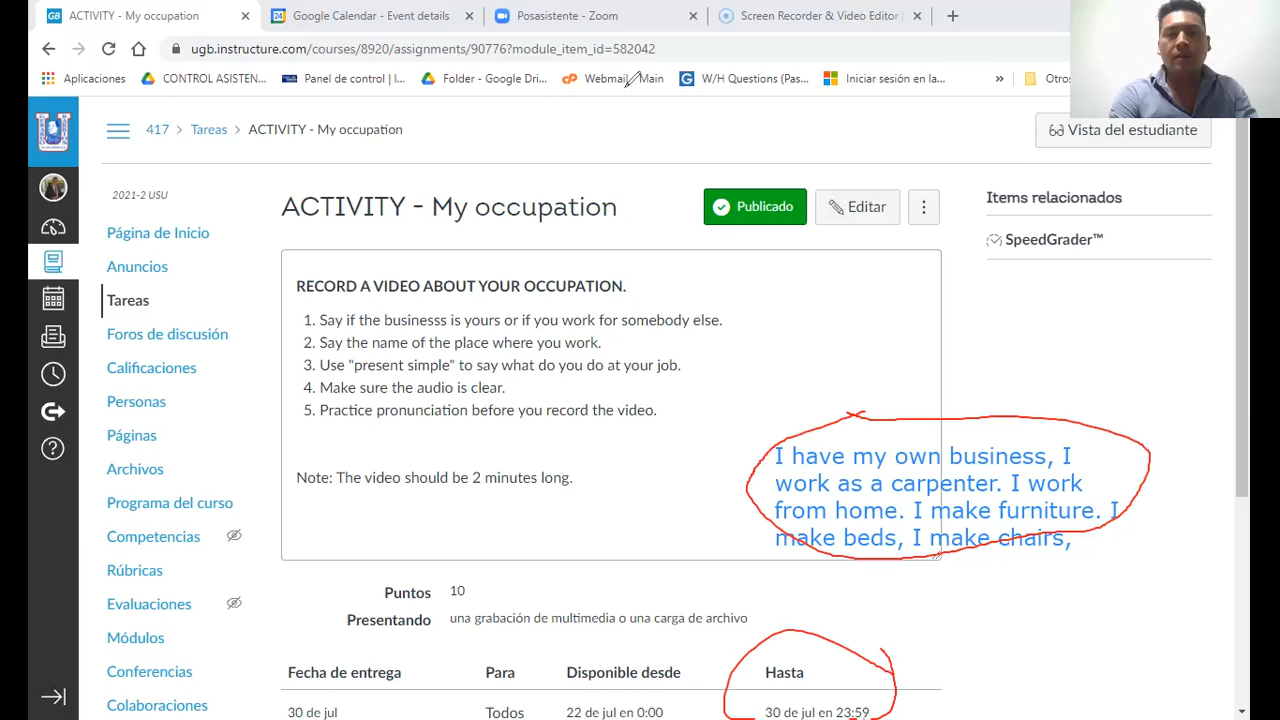 ACTIVITY - My occupation
Google Calendar - Event details
Posasistente - Zoom
Screen Recorder & Video Editor |
ugb.instructure.com/courses/8920/assignments/90776?module_item_id=582042
Aplicaciones
CONTROL ASISTEN...
Panel de control | I...
Folder - Google Dri...
Webmail Main
W/H Questions (Pas...
Iniciar sesión en la...
»
Otros
417 > Tareas > ACTIVITY - My occupation
Vista del estudiante
2021-2 USU
Página de Inicio
Anuncios
Tareas
Foros de discusión
Calificaciones
Personas
Páginas
Archivos
Programa del curso
Competencias
Rúbricas
Evaluaciones
Módulos
Conferencias
Colaboraciones
ACTIVITY - My occupation
Publicado
Editar
RECORD A VIDEO ABOUT YOUR OCCUPATION.
1. Say if the businesss is yours or if you work for somebody else.
2. Say the name of the place where you work.
3. Use "present simple" to say what do you do at your job.
4. Make sure the audio is clear.
5. Practice pronunciation before you record the video.
Note: The video should be 2 minutes long.
I have my own business, I
work as a carpenter. I work
from home. I make furniture. I
make beds, I make chairs,
Puntos 10
Presentando una grabación de multimedia o una carga de archivo
Fecha de entrega Para Disponible desde Hasta
30 de jul Todos 22 de jul en 0:00 30 de jul en 23:59
Items relacionados
SpeedGrader™